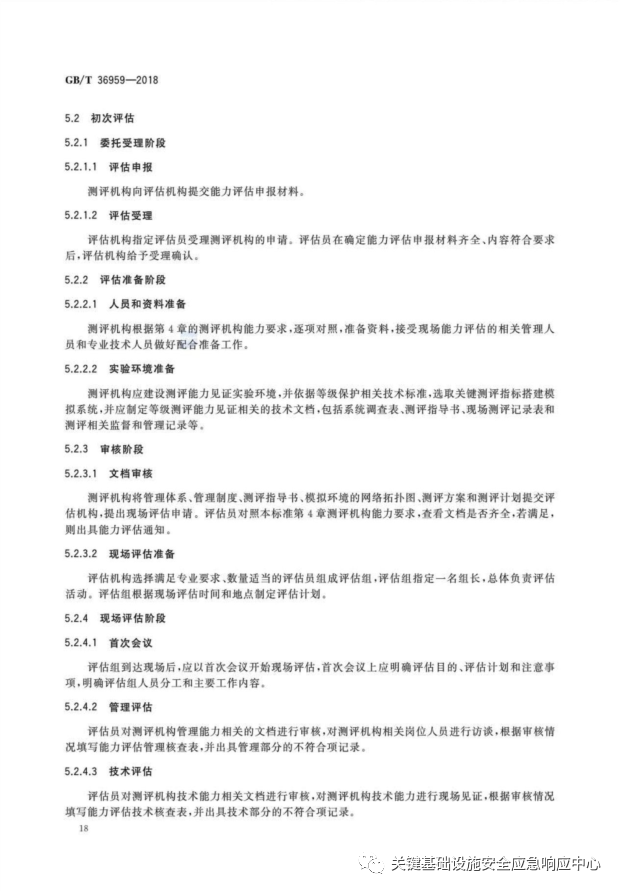 GB/T 36959—2018
5.2 初次评估
5.2.1 委托受理阶段
5.2.1.1 评估申报
测评机构向评估机构提交能力评估申报材料。
5.2.1.2 评估受理
评估机构指定评估员受理测评机构的申请。评估员在确定能力评估申报材料齐全、内容符合要求
后,评估机构给予受理确认。
5.2.2 评估准备阶段
5.2.2.1 人员和资料准备
测评机构根据第4章的测评机构能力要求,逐项对照,准备资料,接受现场能力评估的相关管理人
员和专业技术人员做好配合准备工作。
5.2.2.2 实验环境准备
测评机构应建设测评能力见证实验环境,并依据等级保护相关技术标准,选取关键测评指标搭建模
拟系统,并应制定等级测评能力见证相关的技术文档,包括系统调查表、测评指导书、现场测评记录表和
测评相关监督和管理记录等。
5.2.3 审核阶段
5.2.3.1 文档审核
测评机构将管理体系、管理制度、测评指导书、模拟环境的网络拓扑图、测评方案和测评计划提交评
估机构,提出现场评估申请。评估员对照本标准第4章测评机构能力要求,查看文档是否齐全,若满足,
则出具能力评估通知。
5.2.3.2 现场评估准备
评估机构选择满足专业要求、数量适当的评估员组成评估组,评估组指定一名组长,总体负责评估
活动。评估组根据现场评估时间和地点制定评估计划。
5.2.4 现场评估阶段
5.2.4.1 首次会议
评估组到达现场后,应以首次会议开始现场评估,首次会议上应明确评估目的、评估计划和注意事
项,明确评估组人员分工和主要工作内容。
5.2.4.2 管理评估
评估员对测评机构管理能力相关的文档进行审核,对测评机构相关岗位人员进行访谈,根据审核情
况填写能力评估管理核查表,并出具管理部分的不符合项记录。
5.2.4.3 技术评估
评估员对测评机构技术能力相关文档进行审核,对测评机构技术能力进行现场见证,根据审核情况
填写能力评估技术核查表,并出具技术部分的不符合项记录。
18
关键基础设施安全应急响应中心